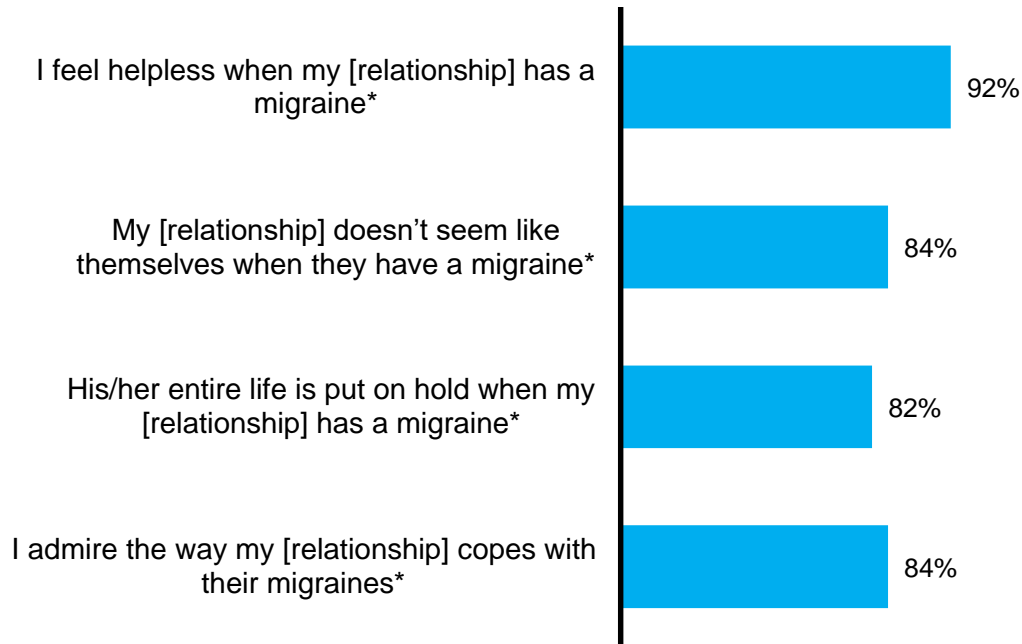 I feel helpless when my [relationship] has a
migraine*
92%
My [relationship] doesn’t seem like
themselves when they have a migraine*
84%
His/her entire life is put on hold when my
[relationship] has a migraine*
82%
I admire the way my [relationship] copes with
their migraines*
84%